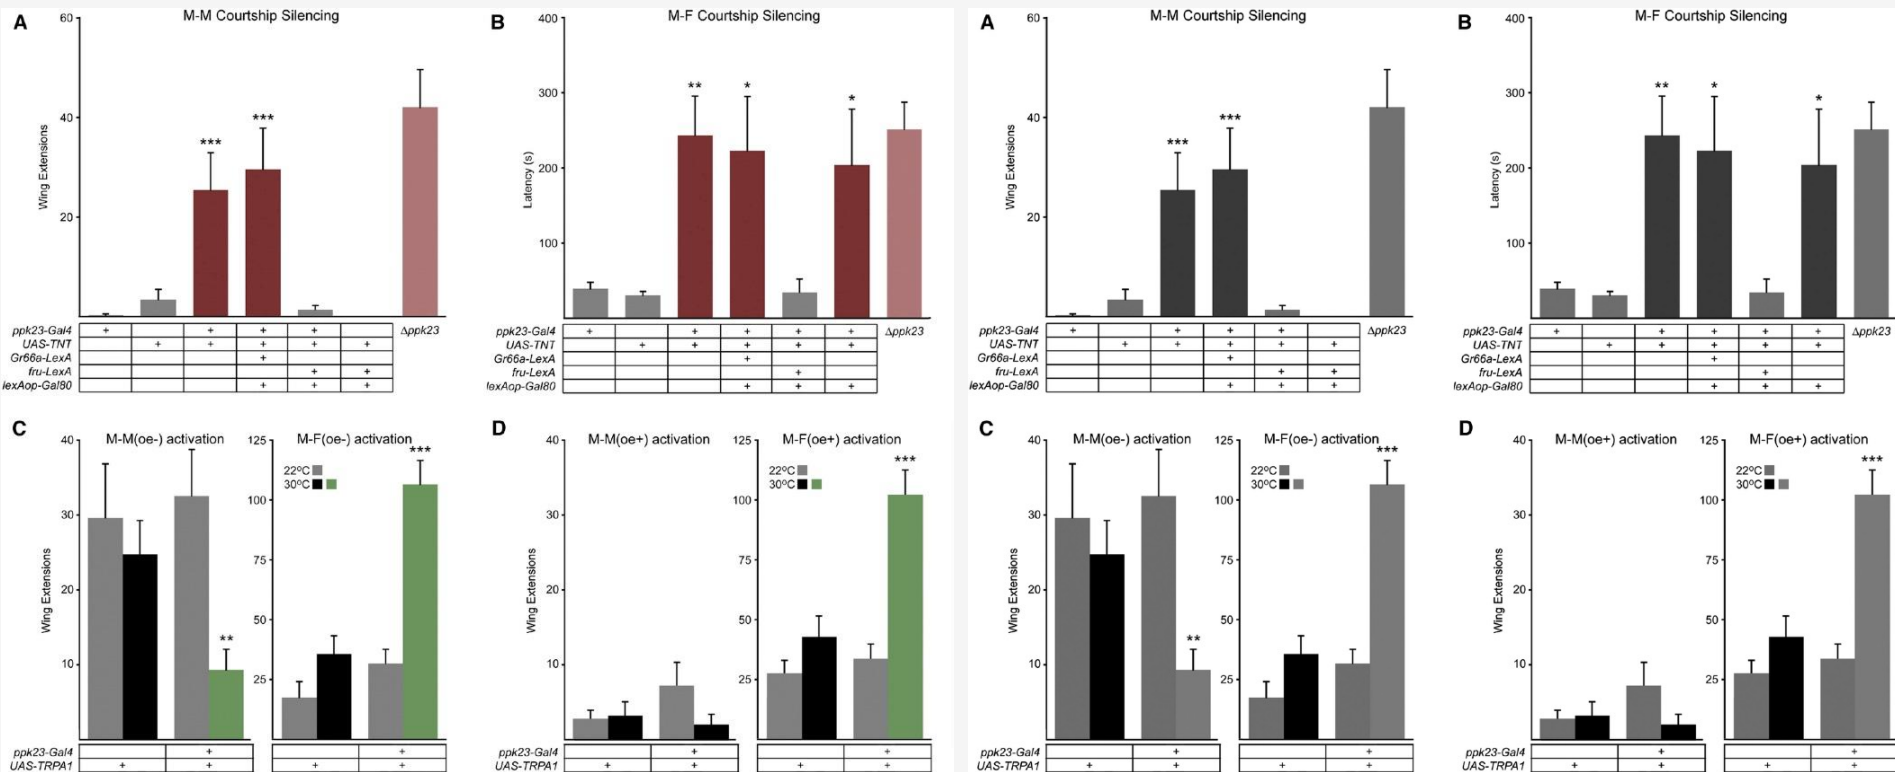 A
M-M Courtship Silencing
60
40
20
Wing Extensions
***
***
ppk23-Gal4 + + + + Δppk23
UAS-TNT + + + + +
Gr66a-LexA +
fru-LexA + +
lexAop-Gal80 + + +
B
M-F Courtship Silencing
400
300
200
100
Latency (s)
**
*
*
ppk23-Gal4 + + + + + Δppk23
UAS-TNT + + + + +
Gr66a-LexA +
fru-LexA +
lexAop-Gal80 + + +
A
M-M Courtship Silencing
60
40
20
Wing Extensions
***
***
ppk23-Gal4 + + + + Δppk23
UAS-TNT + + + + +
Gr66a-LexA +
fru-LexA + +
lexAop-Gal80 + + +
B
M-F Courtship Silencing
400
300
200
100
Latency (s)
**
*
*
ppk23-Gal4 + + + + + Δppk23
UAS-TNT + + + + +
Gr66a-LexA +
fru-LexA +
lexAop-Gal80 + + +
C
M-M(oe-) activation
40
30
20
10
Wing Extensions
**
M-F(oe-) activation
125
100
75
50
25
22ºC
30ºC
***
ppk23-Gal4 + +
UAS-TRPA1 + + + +
D
M-M(oe+) activation
40
30
20
10
Wing Extensions
M-F(oe+) activation
125
100
75
50
25
22ºC
30ºC
***
ppk23-Gal4 + +
UAS-TRPA1 + + + +
C
M-M(oe-) activation
40
30
20
10
Wing Extensions
**
M-F(oe-) activation
125
100
75
50
25
22ºC
30ºC
***
ppk23-Gal4 + +
UAS-TRPA1 + + + +
D
M-M(oe+) activation
40
30
20
10
Wing Extensions
M-F(oe+) activation
125
100
75
50
25
22ºC
30ºC
***
ppk23-Gal4 + +
UAS-TRPA1 + + + +